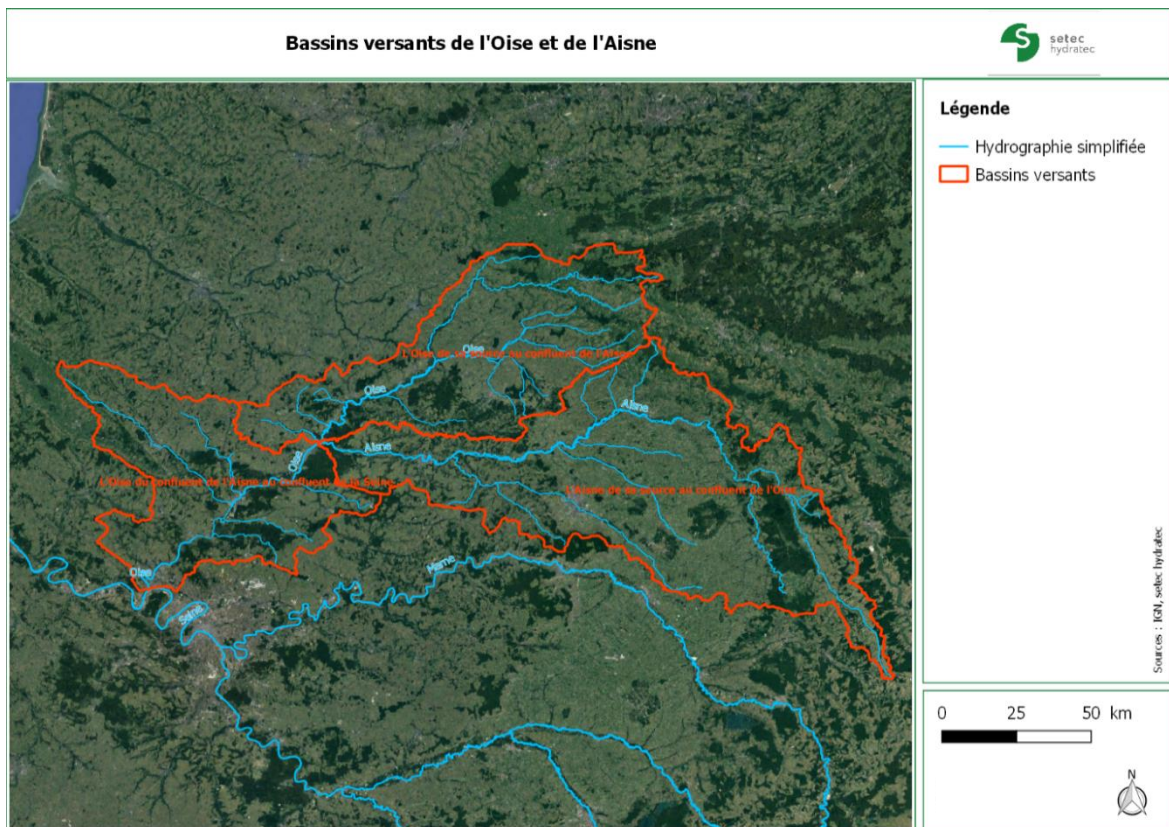 Bassins versants de l'Oise et de l'Aisne
setec
hydratec
Légende
Hydrographie simplifiée
Bassins versants
L'Oise de sa source au confluent de l'Aisne
Oise
Oise
Aisne
Oise
Aisne
L'Oise du confluent de l'Aisne au confluent de la Seine
L'Aisne de sa source au confluent de l'Oise
Marne
Oise
Seine
Sources : IGN, setec hydratec
0 25 50 km
N